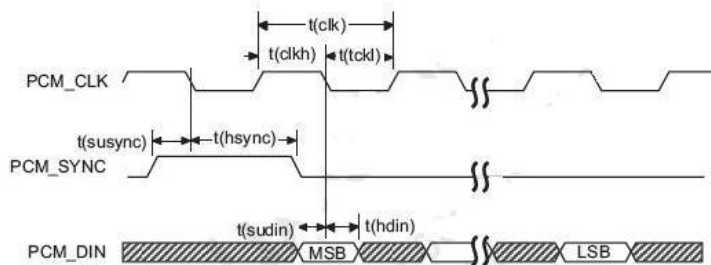 t(clk)
t(clkh) t(tckl)
PCM_CLK
t(susync) t(hsync)
PCM_SYNC
t(sudin) t(hdin)
PCM_DIN MSB LSB